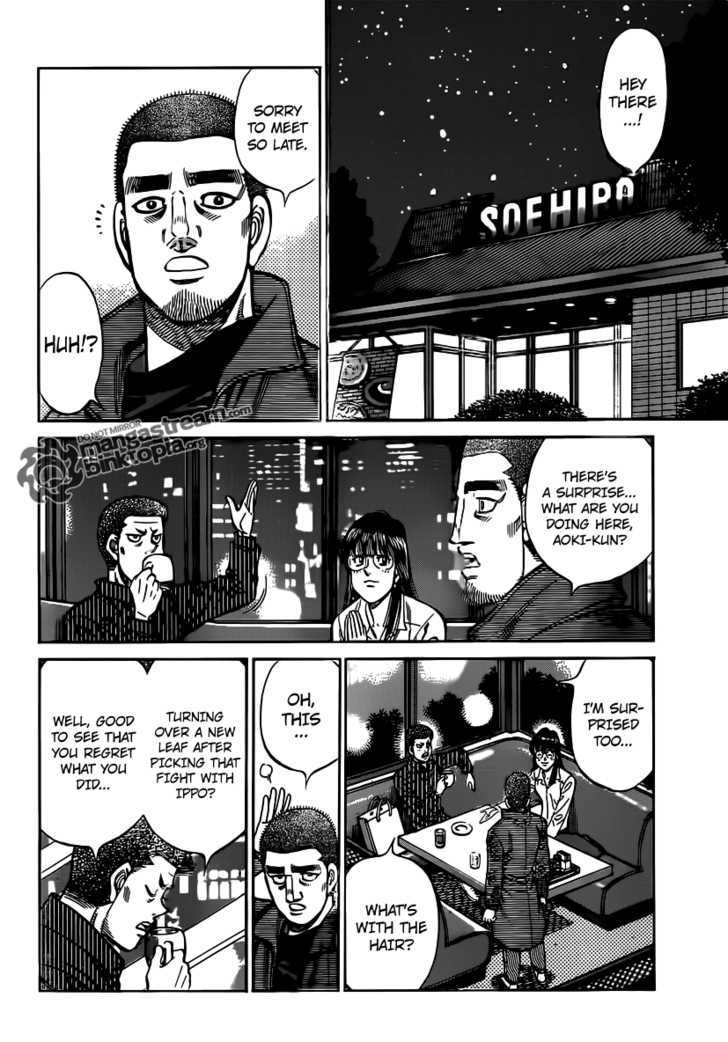 HEY
THERE
...!
SOEHIRO
SORRY
TO MEET
SO LATE.
HUH!?
DO NOT MIRROR
mangastream.com
binktopia.org
THERE'S
A SURPRISE...
WHAT ARE YOU
DOING HERE,
AOKI-KUN?
I'M SUR-
PRISED
TOO...
WHAT'S
WITH THE
HAIR?
OH,
THIS
...
TURNING
OVER A NEW
LEAF AFTER
PICKING THAT
FIGHT WITH
IPPO?
WELL, GOOD
TO SEE THAT
YOU REGRET
WHAT YOU
DID...